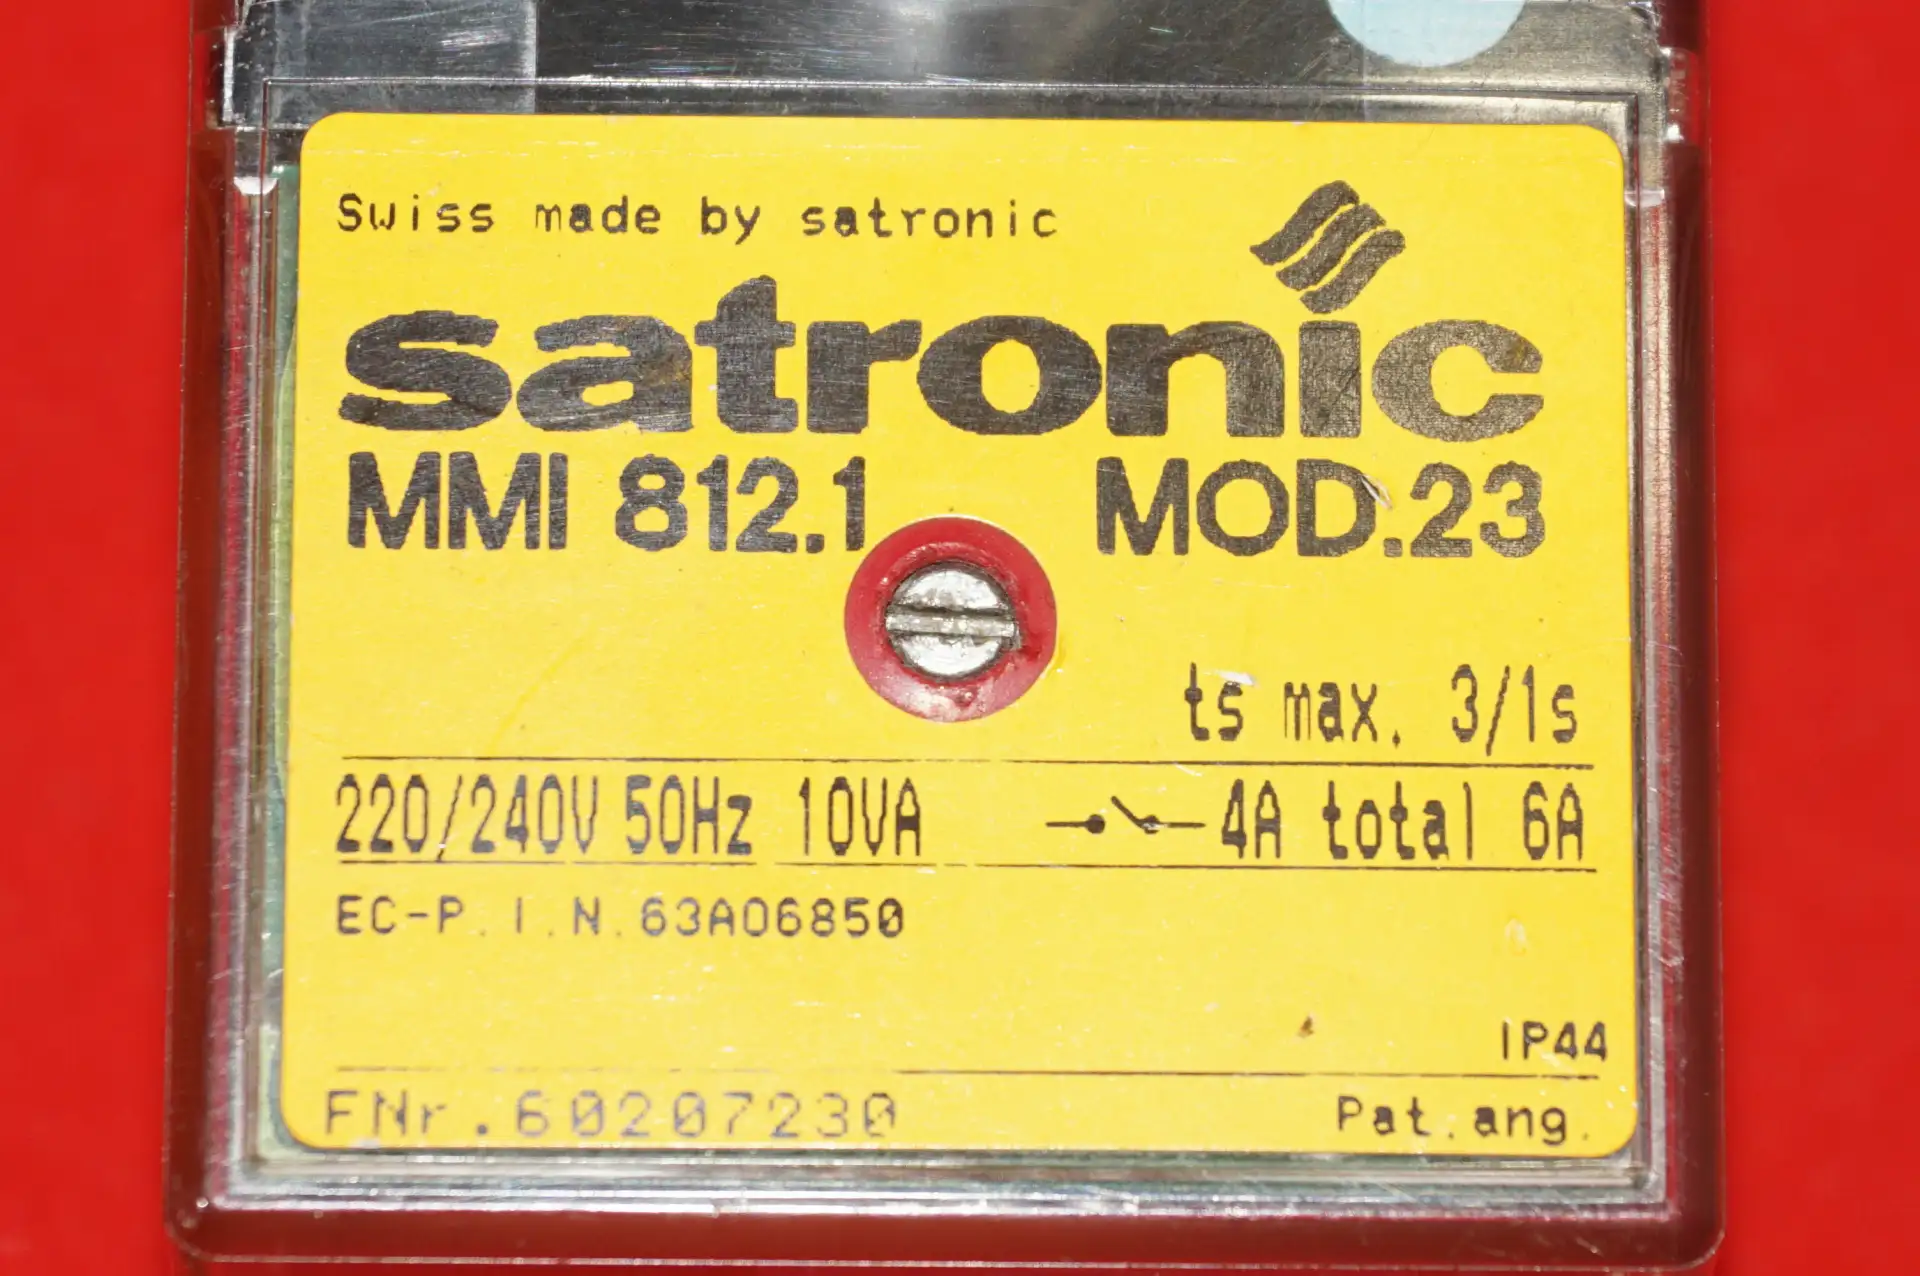 Swiss made by satronic
satronic
MMI 812.1 MOD.23
ts max. 3/1s
220/240V 50Hz 10VA 4A total 6A
EC-P.I.N.63A06850
IP44
FNr.60207230 Pat.ang.